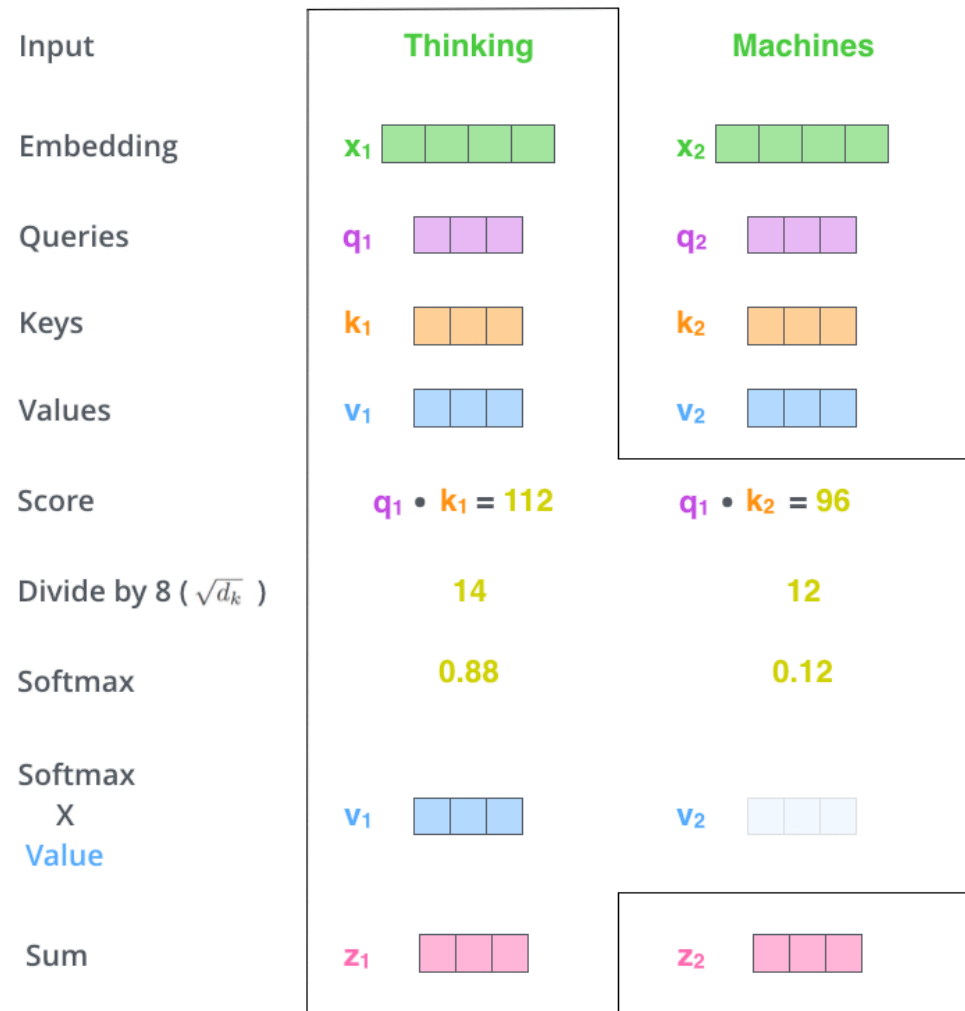 Input Thinking Machines
Embedding x₁ x₂
Queries q₁ q₂
Keys k₁ k₂
Values v₁ v₂
Score q₁ • k₁ = 112 q₁ • k₂ = 96
Divide by 8 ( √dₖ ) 14 12
Softmax 0.88 0.12
Softmax
X
Value
v₁ v₂
Sum z₁ z₂